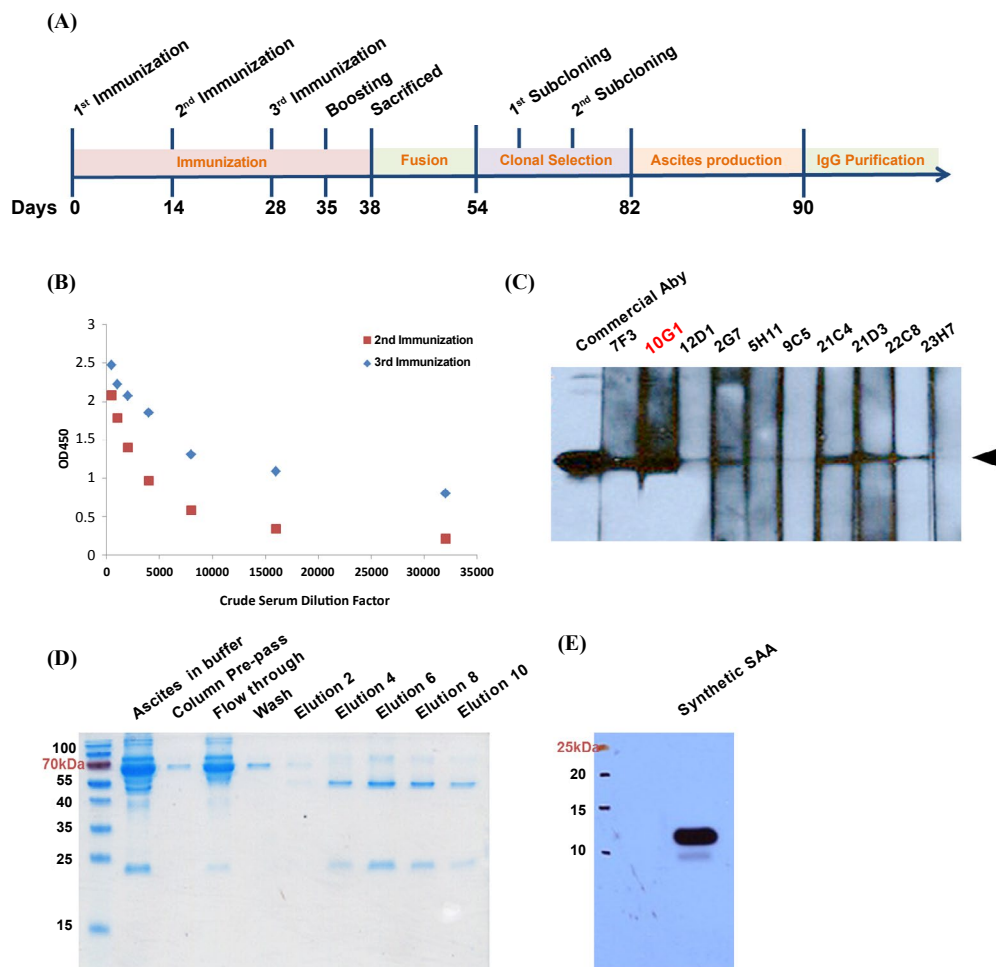 (A)
1st Immunization
2nd Immunization
3rd Immunization
Boosting
Sacrificed
1st Subcloning
2nd Subcloning
Immunization
Fusion
Clonal Selection
Ascites production
IgG Purification
Days 0 14 28 35 38 54 82 90
(B)
3
2.5
2
1.5
1
0.5
0
OD450
2nd Immunization
3rd Immunization
0 5000 10000 15000 20000 25000 30000 35000
Crude Serum Dilution Factor
(C)
Commercial Aby
7F3
10G1
12D1
2G7
5H11
9C5
21C4
21D3
22C8
23H7
(D)
Ascites in buffer
Column Pre-pass
Flow through
Wash
Elution 2
Elution 4
Elution 6
Elution 8
Elution 10
100
70kDa
55
40
35
25
15
(E)
Synthetic SAA
25kDa
20
15
10